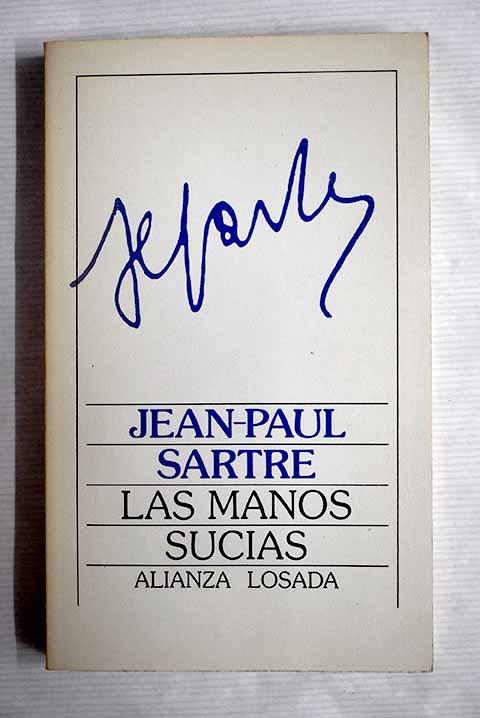 JEAN-PAUL
SARTRE
LAS MANOS
SUCIAS
ALIANZA LOSADA